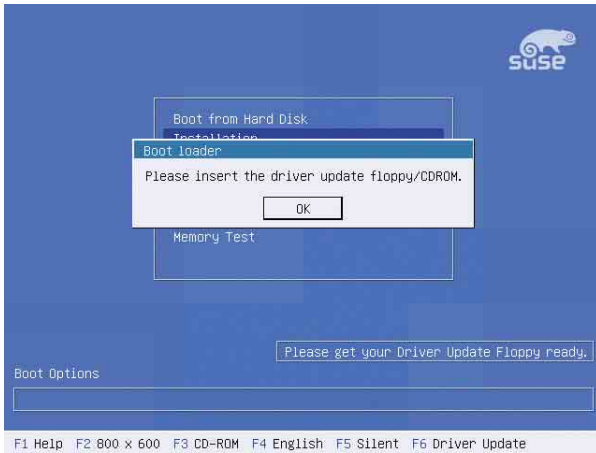 SUSE
Boot from Hard Disk
Installation
Boot loader
Please insert the driver update floppy/CDROM.
OK
Memory Test
Please get your Driver Update Floppy ready.
Boot Options
F1 Help F2 800 x 600 F3 CD-ROM F4 English F5 Silent F6 Driver Update